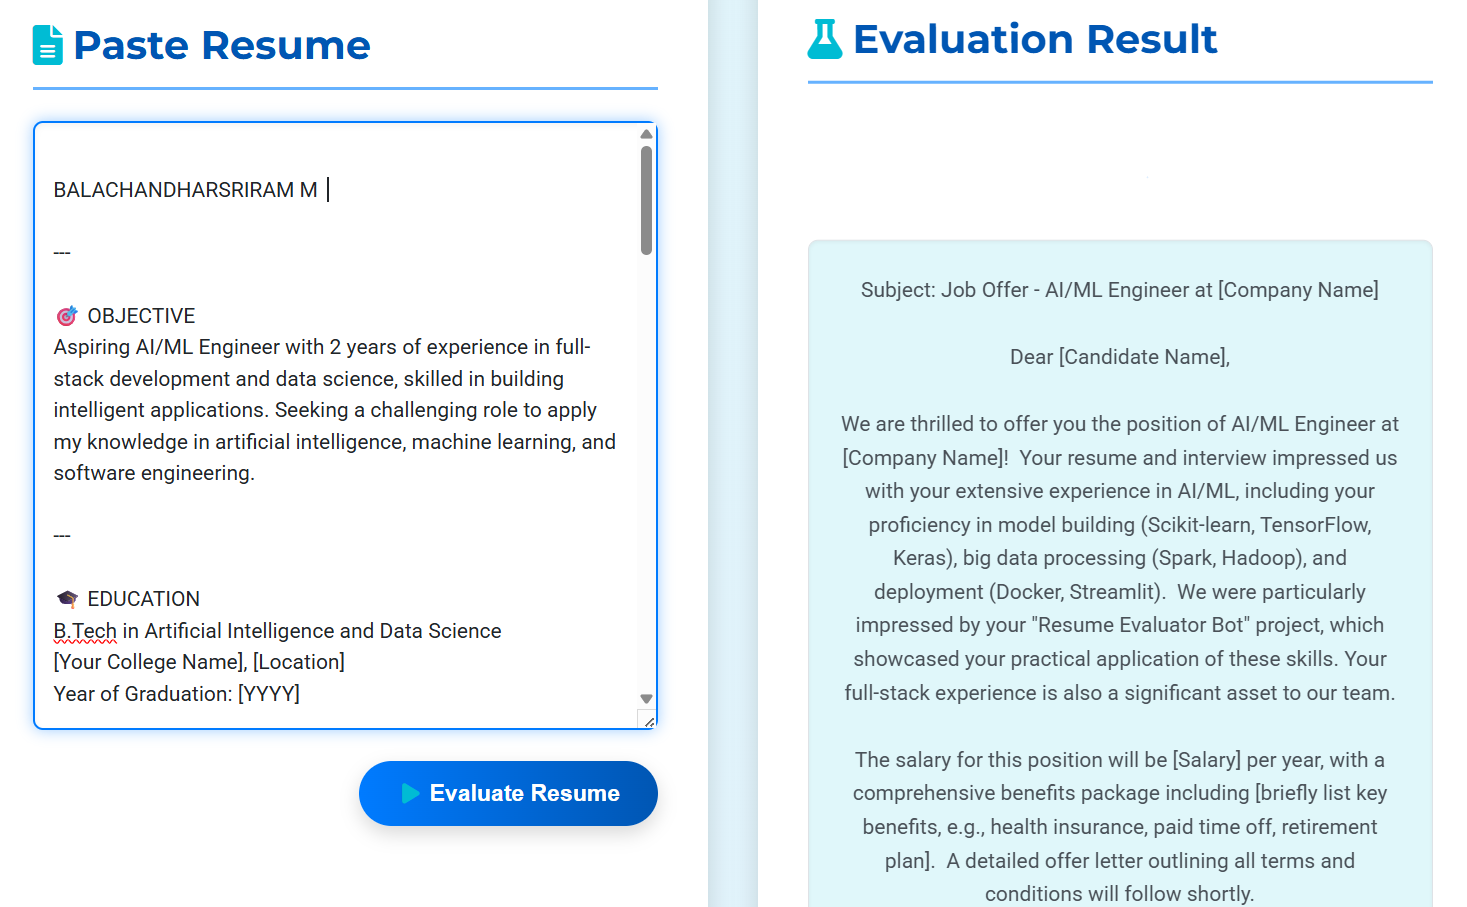 Paste Resume
BALACHANDHARSRIRAM M
---
🎯 OBJECTIVE
Aspiring AI/ML Engineer with 2 years of experience in full-
stack development and data science, skilled in building
intelligent applications. Seeking a challenging role to apply
my knowledge in artificial intelligence, machine learning, and
software engineering.
---
🎓 EDUCATION
B.Tech in Artificial Intelligence and Data Science
[Your College Name], [Location]
Year of Graduation: [YYYY]
Evaluate Resume
Evaluation Result
Subject: Job Offer - AI/ML Engineer at [Company Name]
Dear [Candidate Name],
We are thrilled to offer you the position of AI/ML Engineer at
[Company Name]!  Your resume and interview impressed us
with your extensive experience in AI/ML, including your
proficiency in model building (Scikit-learn, TensorFlow,
Keras), big data processing (Spark, Hadoop), and
deployment (Docker, Streamlit).  We were particularly
impressed by your "Resume Evaluator Bot" project, which
showcased your practical application of these skills. Your
full-stack experience is also a significant asset to our team.
The salary for this position will be [Salary] per year, with a
comprehensive benefits package including [briefly list key
benefits, e.g., health insurance, paid time off, retirement
plan].  A detailed offer letter outlining all terms and
conditions will follow shortly.